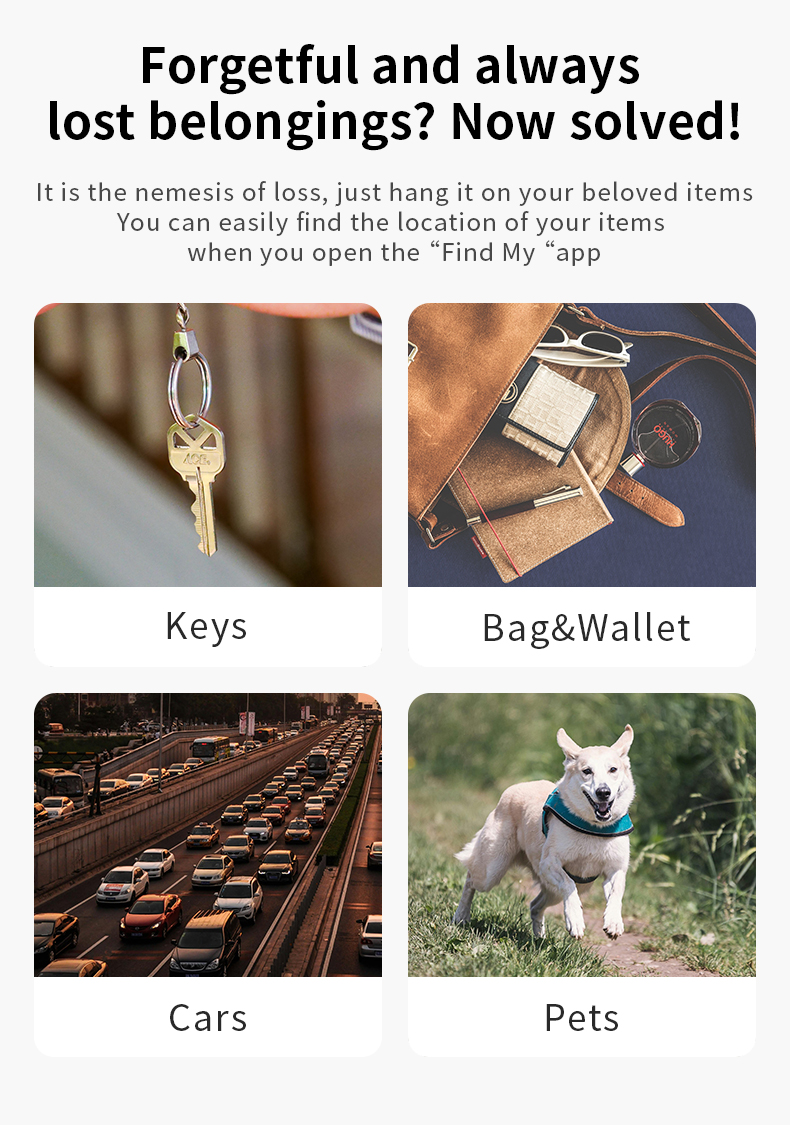 Forgetful and always
lost belongings? Now solved!
It is the nemesis of loss, just hang it on your beloved items
You can easily find the location of your items
when you open the “Find My “app
Keys
Bag&Wallet
Cars
Pets